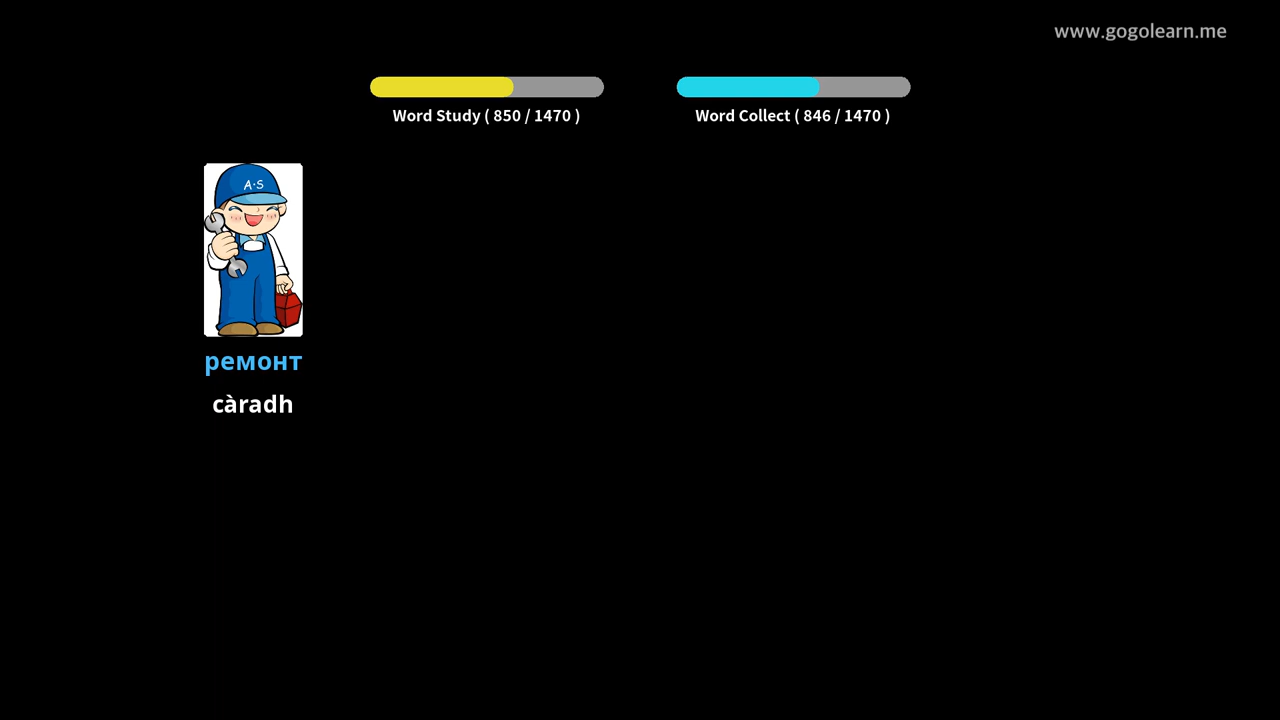 www.gogolearn.me
Word Study ( 850 / 1470 )
Word Collect ( 846 / 1470 )
A·S
ремонт
càradh